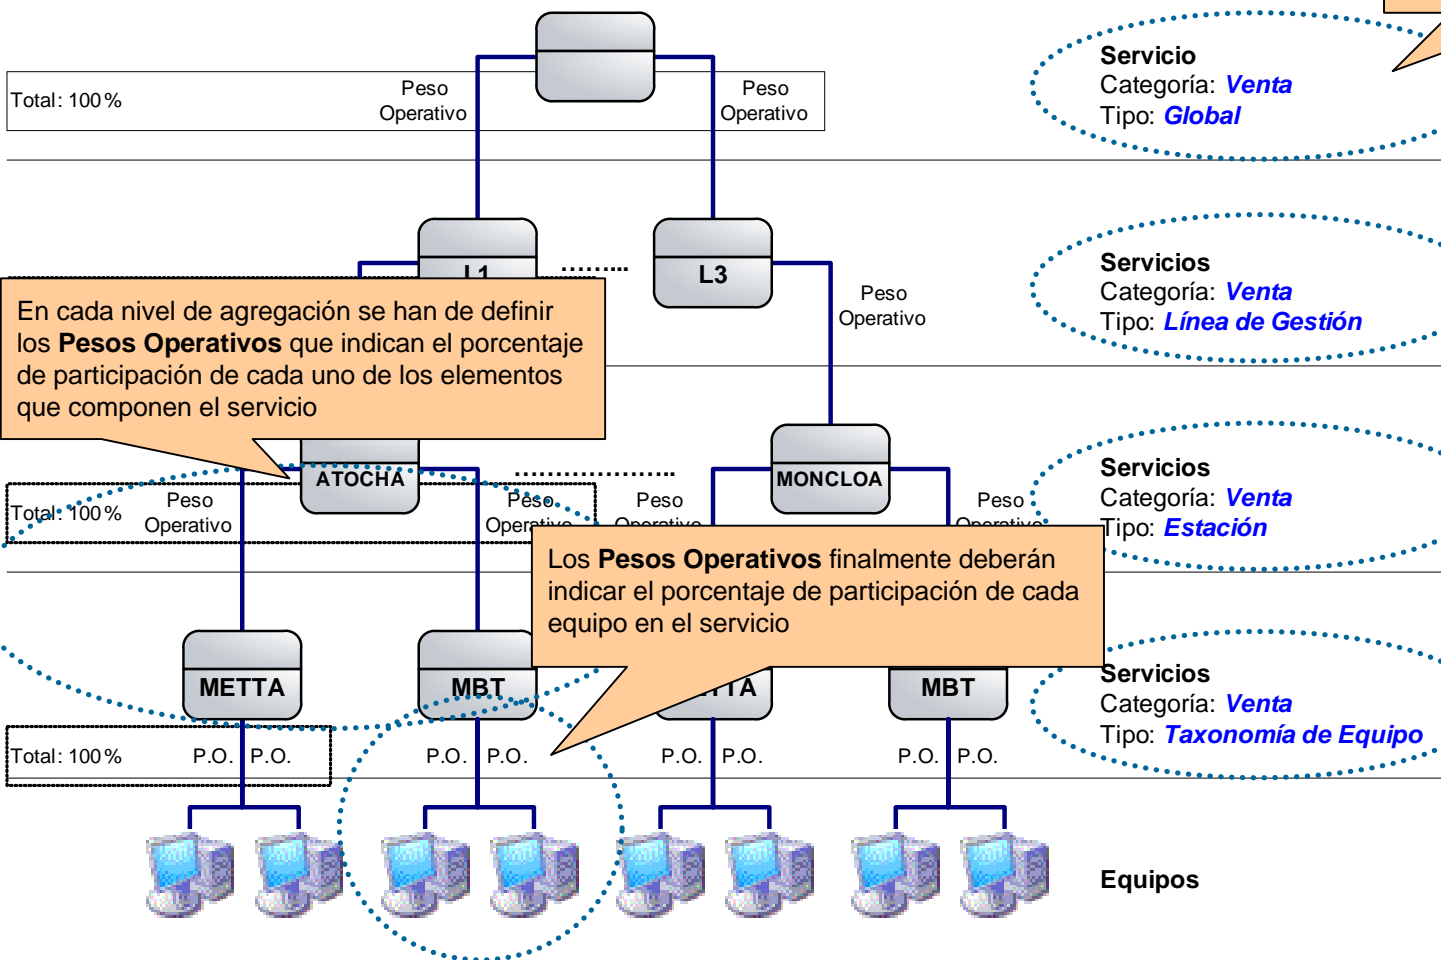 Servicio
Categoría: Venta
Tipo: Global
Total: 100%
Peso
Operativo
Peso
Operativo
L1
.........
L3
Peso
Operativo
Servicios
Categoría: Venta
Tipo: Línea de Gestión
En cada nivel de agregación se han de definir
los Pesos Operativos que indican el porcentaje
de participación de cada uno de los elementos
que componen el servicio
ATOCHA
.....................
MONCLOA
Servicios
Categoría: Venta
Tipo: Estación
Total: 100%
Peso
Operativo
Peso
Operativo
Peso
Operativo
Peso
Operativo
Los Pesos Operativos finalmente deberán
indicar el porcentaje de participación de cada
equipo en el servicio
METTA
MBT
METTA
MBT
Servicios
Categoría: Venta
Tipo: Taxonomía de Equipo
Total: 100%
P.O. P.O.
P.O. P.O.
P.O. P.O.
P.O. P.O.
Equipos